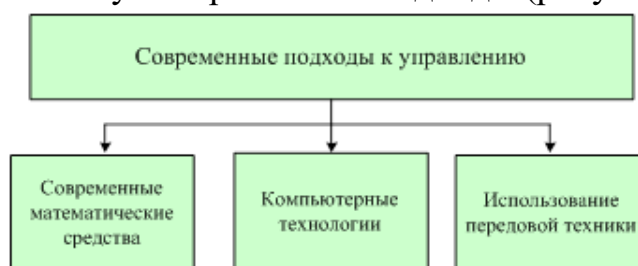 Современные подходы к управлению
Современные
математические
средства
Компьютерные
технологии
Использование
передовой техники